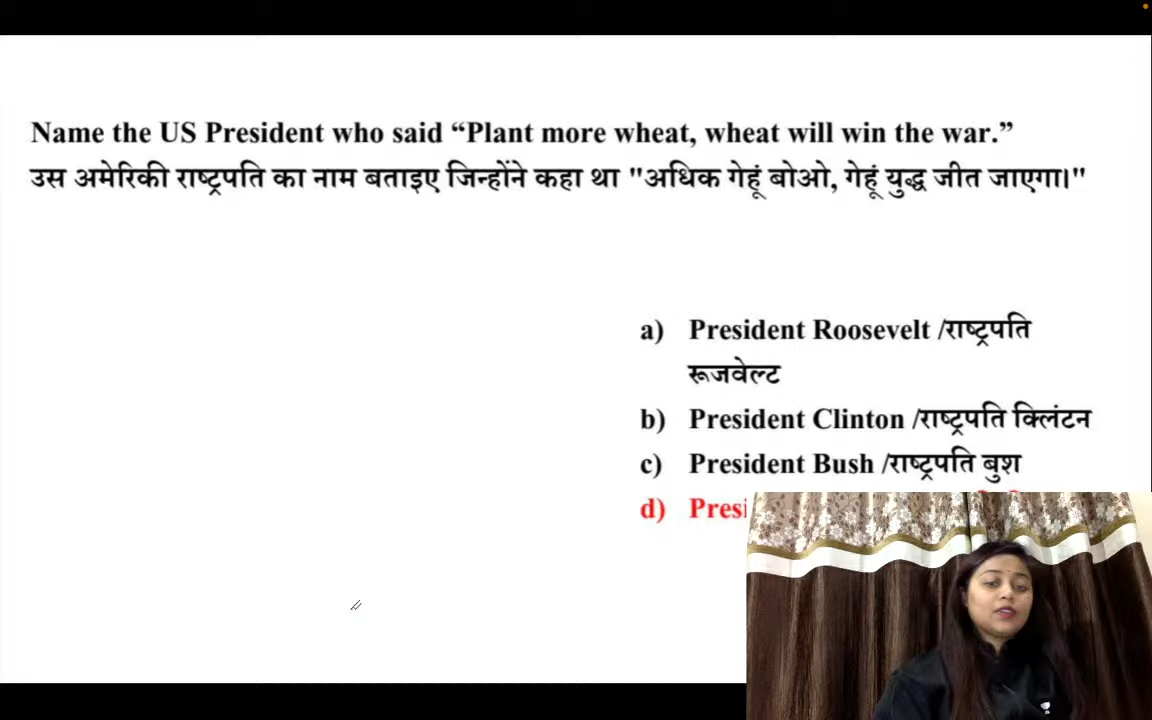 Name the US President who said “Plant more wheat, wheat will win the war.”
उस अमेरिकी राष्ट्रपति का नाम बताइए जिन्होंने कहा था "अधिक गेहूं बोओ, गेहूं युद्ध जीत जाएगा।"
a) President Roosevelt /राष्ट्रपति
रूजवेल्ट
b) President Clinton /राष्ट्रपति क्लिंटन
c) President Bush /राष्ट्रपति बुश
d)